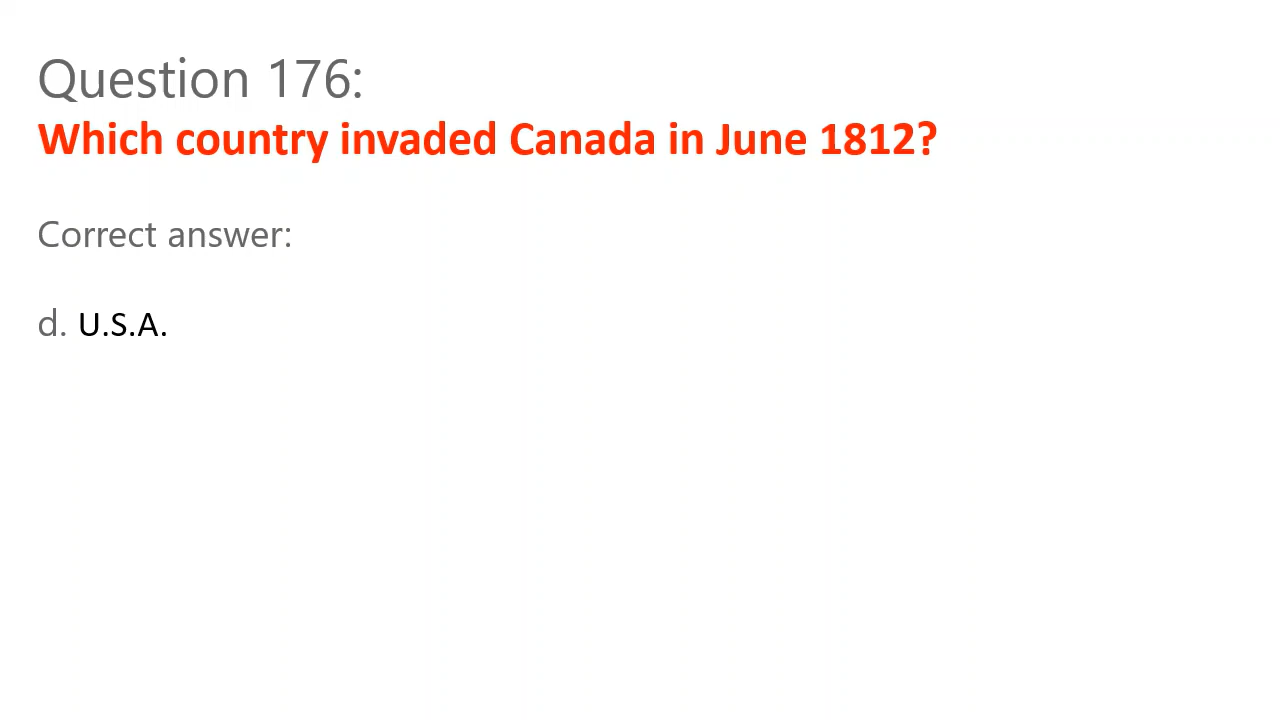 Question 176:
Which country invaded Canada in June 1812?
Correct answer:
d. U.S.A.